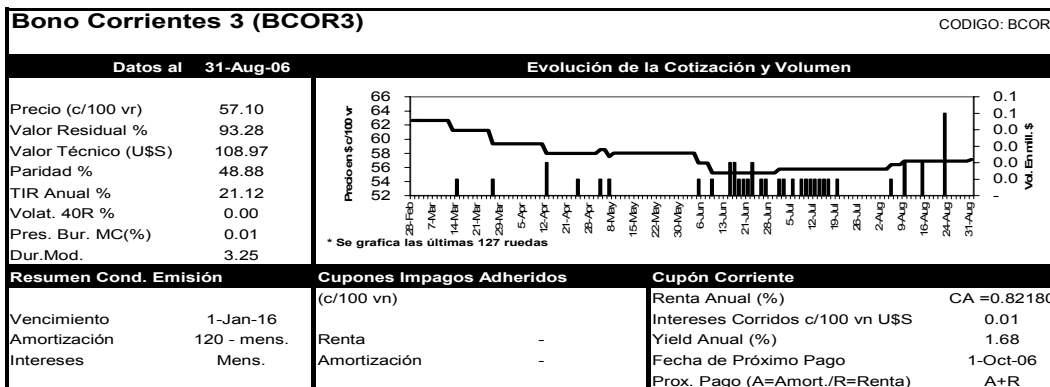 Bono Corrientes 3 (BCOR3) CODIGO: BCOR
Datos al 31-Aug-06
Evolución de la Cotización y Volumen
Precio (c/100 vr) 57.10
Valor Residual % 93.28
Valor Técnico (U$S) 108.97
Paridad % 48.88
TIR Anual % 21.12
Volat. 40R % 0.00
Pres. Bur. MC(%) 0.01
Dur.Mod. 3.25
Precio en $ c/100 vr
66
64
62
60
58
56
54
52
0.1
0.1
0.0
0.0
0.0
0.0
-
Vol. En mill. $
28-Feb 7-Mar 14-Mar 21-Mar 29-Mar 5-Apr 12-Apr 21-Apr 28-Apr 8-May 15-May 22-May 30-May 6-Jun 14-Jun 21-Jun 28-Jun 5-Jul 12-Jul 19-Jul 26-Jul 2-Aug 9-Aug 16-Aug 24-Aug 31-Aug
* Se grafica las últimas 127 ruedas
Resumen Cond. Emisión
Vencimiento 1-Jan-16
Amortización 120 - mens.
Intereses Mens.
Cupones Impagos Adheridos
(c/100 vn)
Renta -
Amortización -
Cupón Corriente
Renta Anual (%) CA =0.82180
Intereses Corridos c/100 vn U$S 0.01
Yield Anual (%) 1.68
Fecha de Próximo Pago 1-Oct-06
Prox. Pago (A=Amort./R=Renta) A+R